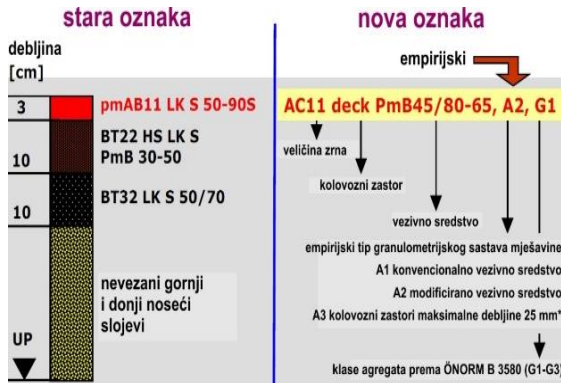 stara oznaka
debljina
[cm]
3
pmAB11 LK S 50-90S
10
BT22 HS LK S
PmB 30-50
10
BT32 LK S 50/70
nevezani gornji
i donji noseći
slojevi
UP
nova oznaka
empirijski
AC11 deck PmB45/80-65, A2, G1
veličina zrna
kolovozni zastor
vezivno sredstvo
empirijski tip granulometrijskog sastava mješavine
A1 konvencionalno vezivno sredstvo
A2 modificirano vezivno sredstvo
A3 kolovozni zastori maksimalne debljine 25 mm*
klase agregata prema ÖNORM B 3580 (G1-G3)